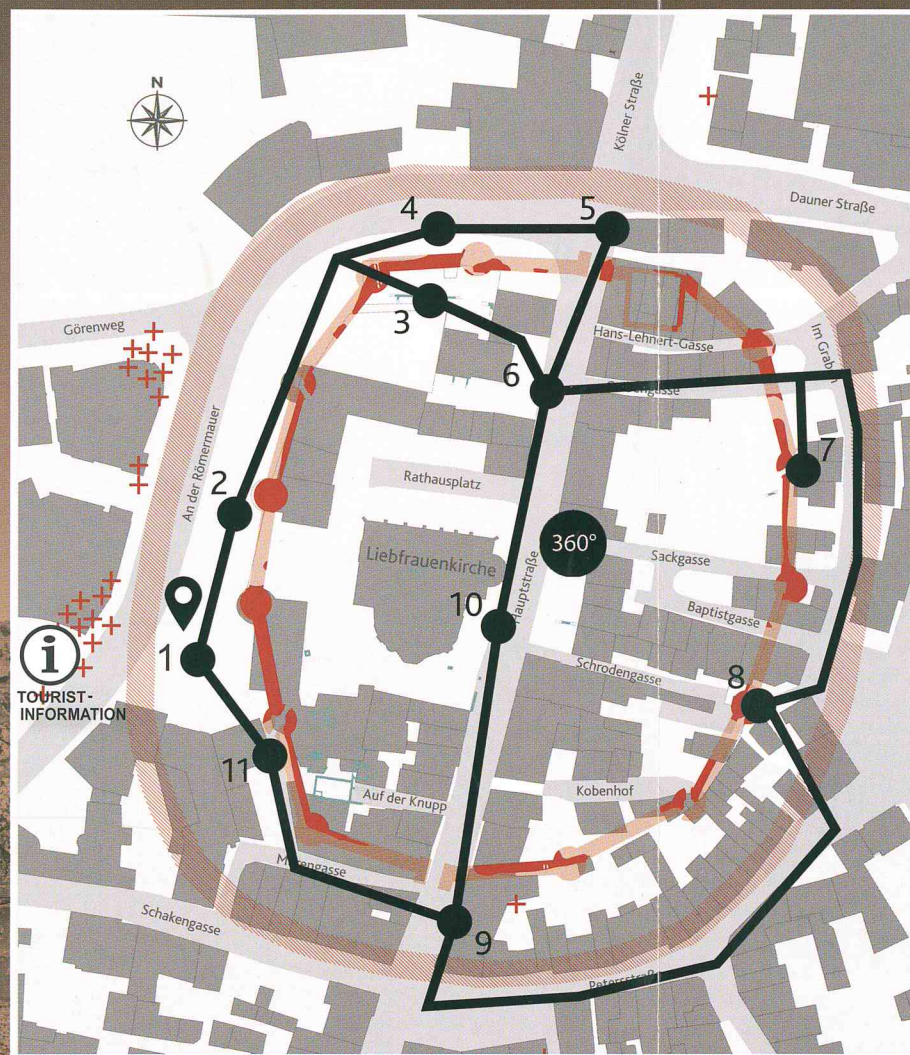 N
Kölner Straße
Dauner Straße
4
5
3
Görenweg
Hans-Lehnert-Gasse
Im Graben
6
7
An der Römermauer
2
Rathausplatz
360°
Liebfrauenkirche
Hauptstraße
Sackgasse
10
Baptistgasse
1
Schrodengasse
8
i
TOURIST-
INFORMATION
11
Auf der Knupp
Kobenhof
Schakengasse
9